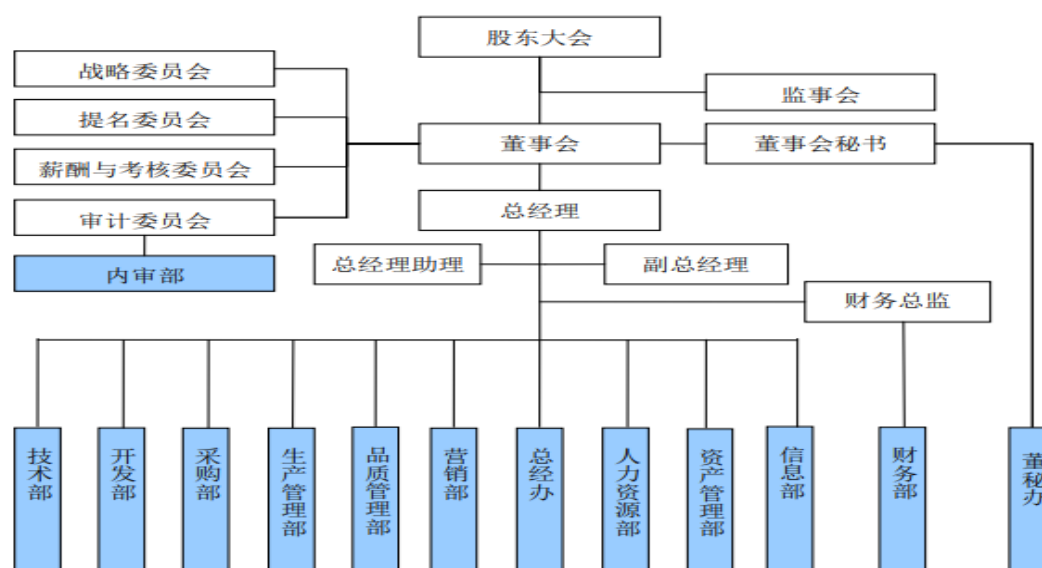 股东大会
战略委员会
监事会
提名委员会
董事会
董事会秘书
薪酬与考核委员会
审计委员会
总经理
内审部
总经理助理
副总经理
财务总监
技术部
开发部
采购部
生产管理部
品质管理部
营销部
总经办
人力资源部
资产管理部
信息部
财务部
董秘办